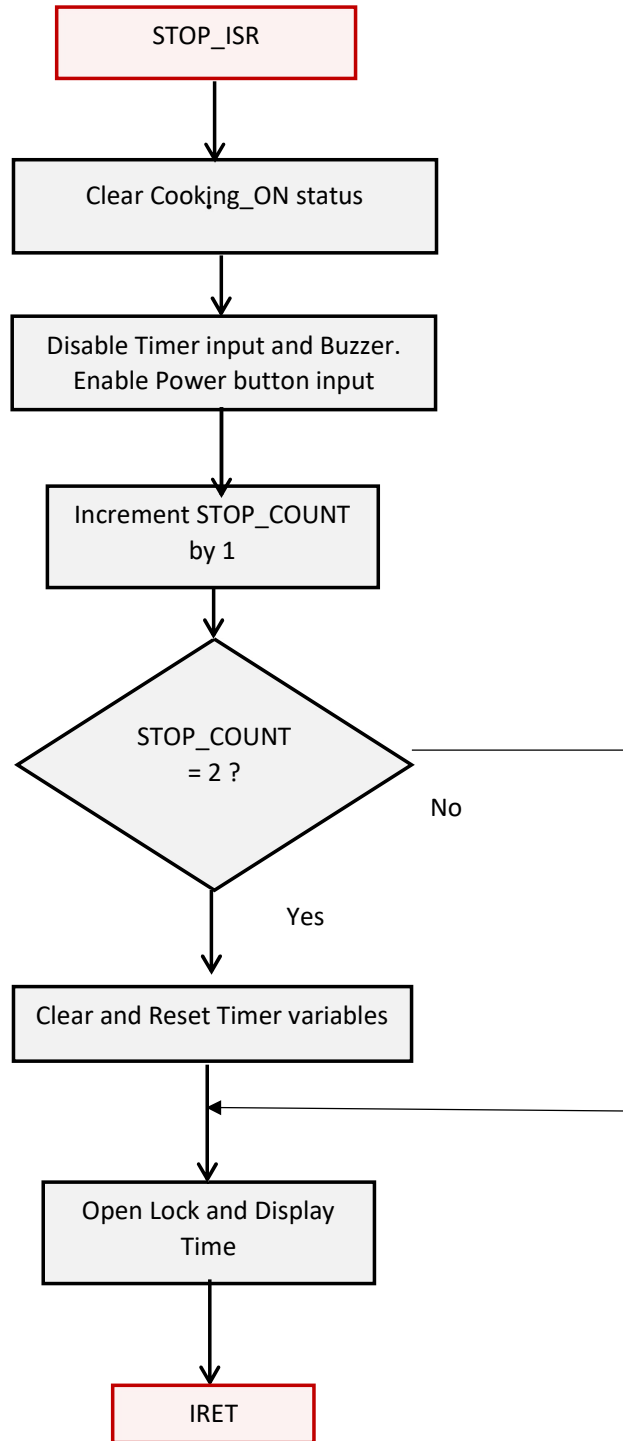 STOP_ISR
Clear Cooking_ON status
Disable Timer input and Buzzer.
Enable Power button input
Increment STOP_COUNT
by 1
STOP_COUNT
= 2 ?
No
Yes
Clear and Reset Timer variables
Open Lock and Display
Time
IRET